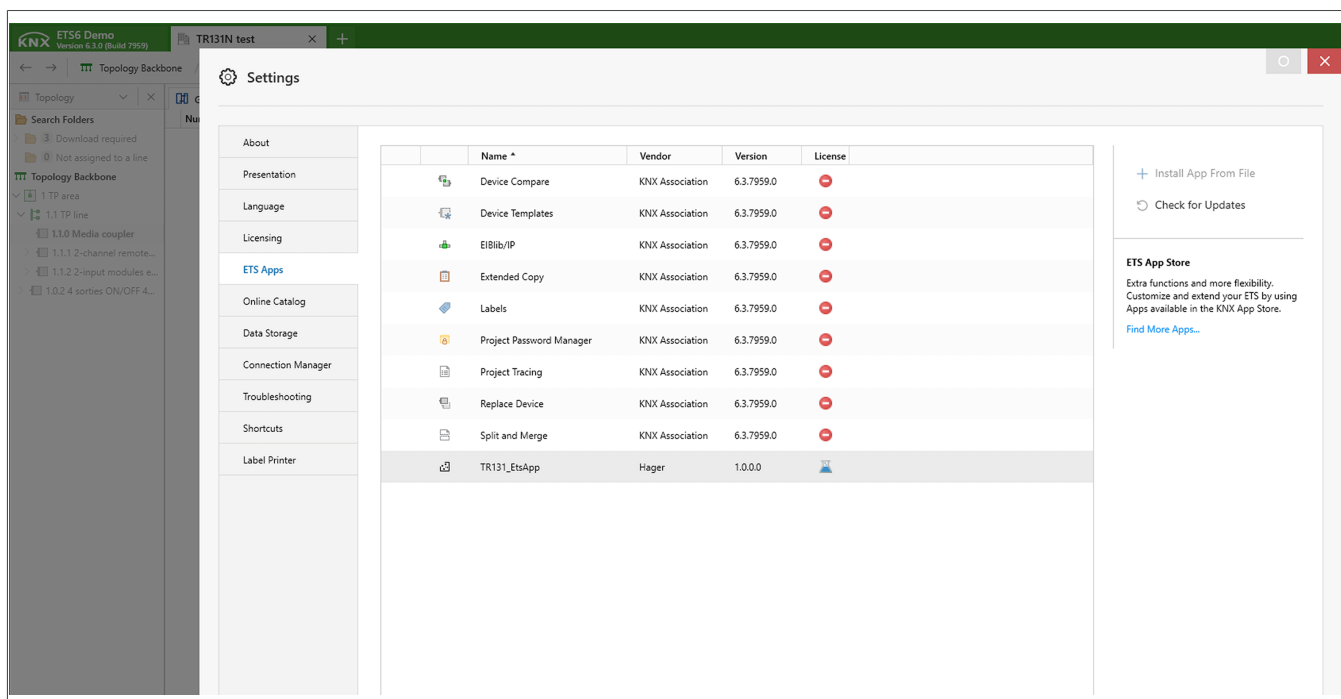 KNX ETS6 Demo
Version 6.3.0 (Build 7959)
TR131N test
Topology Backbone
Topology
Search Folders
3 Download required
0 Not assigned to a line
Topology Backbone
1 TP area
1.1 TP line
1.1.0 Media coupler
1.1.1 2-channel remote...
1.1.2 2-input modules e...
1.0.2 4 sorties ON/OFF 4...
Settings
About
Presentation
Language
Licensing
ETS Apps
Online Catalog
Data Storage
Connection Manager
Troubleshooting
Shortcuts
Label Printer
Name Vendor Version License
Device Compare KNX Association 6.3.7959.0
Device Templates KNX Association 6.3.7959.0
EIBlib/IP KNX Association 6.3.7959.0
Extended Copy KNX Association 6.3.7959.0
Labels KNX Association 6.3.7959.0
Project Password Manager KNX Association 6.3.7959.0
Project Tracing KNX Association 6.3.7959.0
Replace Device KNX Association 6.3.7959.0
Split and Merge KNX Association 6.3.7959.0
TR131_EtsApp Hager 1.0.0.0
Install App From File
Check for Updates
ETS App Store
Extra functions and more flexibility.
Customize and extend your ETS by using
Apps available in the KNX App Store.
Find More Apps...